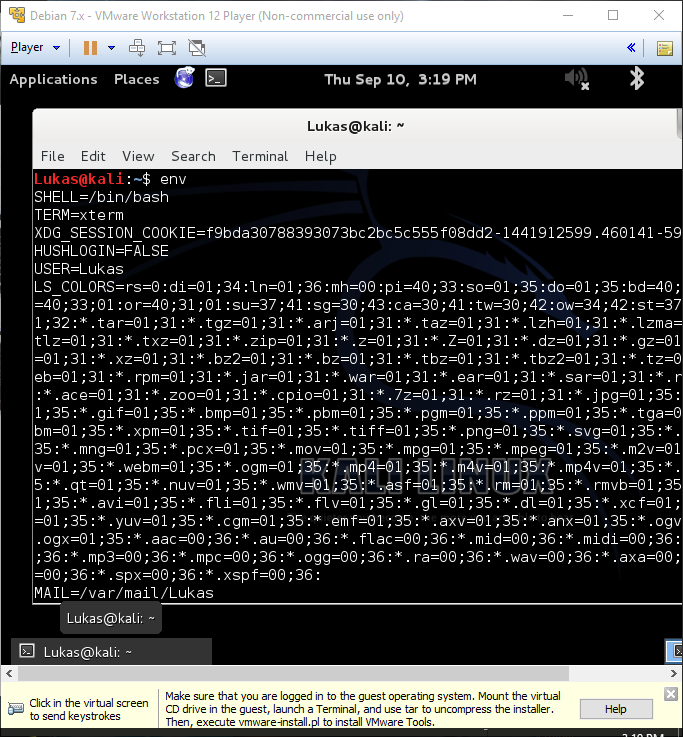 Debian 7.x - VMware Workstation 12 Player (Non-commercial use only)
Player
Applications Places Thu Sep 10, 3:19 PM
Lukas@kali: ~
File Edit View Search Terminal Help
Lukas@kali:~$ env
SHELL=/bin/bash
TERM=xterm
XDG_SESSION_COOKIE=f9bda30788393073bc2bc5c555f08dd2-1441912599.460141-59
HUSHLOGIN=FALSE
USER=Lukas
LS_COLORS=rs=0:di=01;34:ln=01;36:mh=00:pi=40;33:so=01;35:do=01;35:bd=40;
=40;33;01:or=40;31;01:su=37;41:sg=30;43:ca=30;41:tw=30;42:ow=34;42:st=37
1;32:*.tar=01;31:*.tgz=01;31:*.arj=01;31:*.taz=01;31:*.lzh=01;31:*.lzma=
tlz=01;31:*.txz=01;31:*.zip=01;31:*.z=01;31:*.Z=01;31:*.dz=01;31:*.gz=01
=01;31:*.xz=01;31:*.bz2=01;31:*.bz=01;31:*.tbz=01;31:*.tbz2=01;31:*.tz=0
eb=01;31:*.rpm=01;31:*.jar=01;31:*.war=01;31:*.ear=01;31:*.sar=01;31:*.r
:*.ace=01;31:*.zoo=01;31:*.cpio=01;31:*.7z=01;31:*.rz=01;31:*.jpg=01;35:
1;35:*.gif=01;35:*.bmp=01;35:*.pbm=01;35:*.pgm=01;35:*.ppm=01;35:*.tga=0
bm=01;35:*.xpm=01;35:*.tif=01;35:*.tiff=01;35:*.png=01;35:*.svg=01;35:*.
35:*.mng=01;35:*.pcx=01;35:*.mov=01;35:*.mpg=01;35:*.mpeg=01;35:*.m2v=01
v=01;35:*.webm=01;35:*.ogm=01;35:*.mp4=01;35:*.m4v=01;35:*.mp4v=01;35:*.
5:*.qt=01;35:*.nuv=01;35:*.wmv=01;35:*.asf=01;35:*.rm=01;35:*.rmvb=01;35
1;35:*.avi=01;35:*.fli=01;35:*.flv=01;35:*.gl=01;35:*.dl=01;35:*.xcf=01;
=01;35:*.yuv=01;35:*.cgm=01;35:*.emf=01;35:*.axv=01;35:*.anx=01;35:*.ogv
.ogx=01;35:*.aac=00;36:*.au=00;36:*.flac=00;36:*.mid=00;36:*.midi=00;36:
;36:*.mp3=00;36:*.mpc=00;36:*.ogg=00;36:*.ra=00;36:*.wav=00;36:*.axa=00;
=00;36:*.spx=00;36:*.xspf=00;36:
MAIL=/var/mail/Lukas
KALI LINUX
Lukas@kali: ~
Lukas@kali: ~
Click in the virtual screen
to send keystrokes
Make sure that you are logged in to the guest operating system. Mount the virtual
CD drive in the guest, launch a Terminal, and use tar to uncompress the installer.
Then, execute vmware-install.pl to install VMware Tools.
Help
3:19 PM